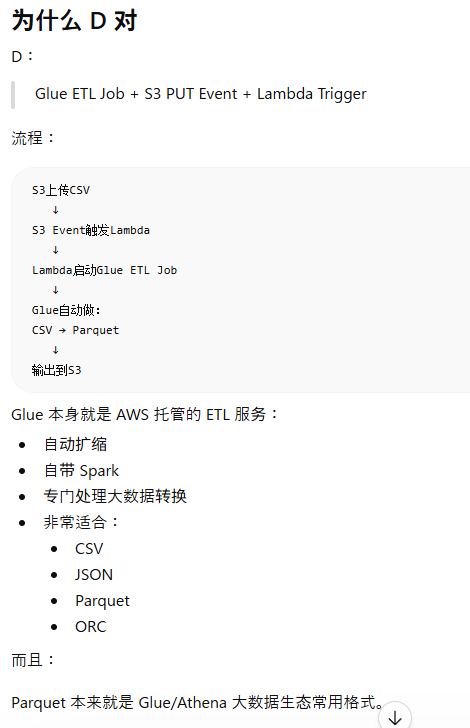 为什么 D 对
D：
Glue ETL Job + S3 PUT Event + Lambda Trigger
流程：
S3上传CSV
↓
S3 Event触发Lambda
↓
Lambda启动Glue ETL Job
↓
Glue自动做:
CSV → Parquet
↓
输出到S3
Glue 本身就是 AWS 托管的 ETL 服务：
• 自动扩缩
• 自带 Spark
• 专门处理大数据转换
• 非常适合：
• CSV
• JSON
• Parquet
• ORC
而且：
Parquet 本来就是 Glue/Athena 大数据生态常用格式。